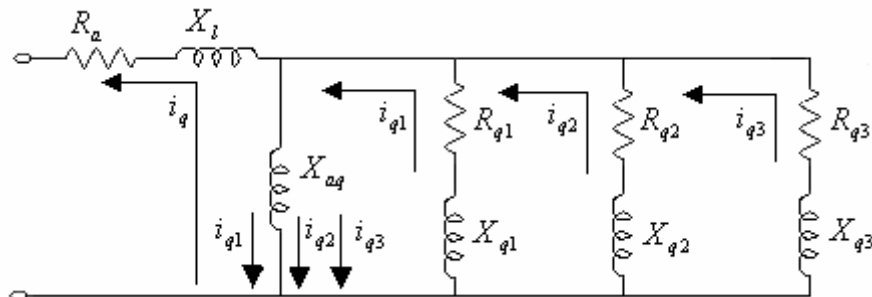 R_a X_l
i_q i_q1 R_q1 i_q2 R_q2 i_q3 R_q3
X_aq
i_q1 i_q2 i_q3 X_q1 X_q2 X_q3